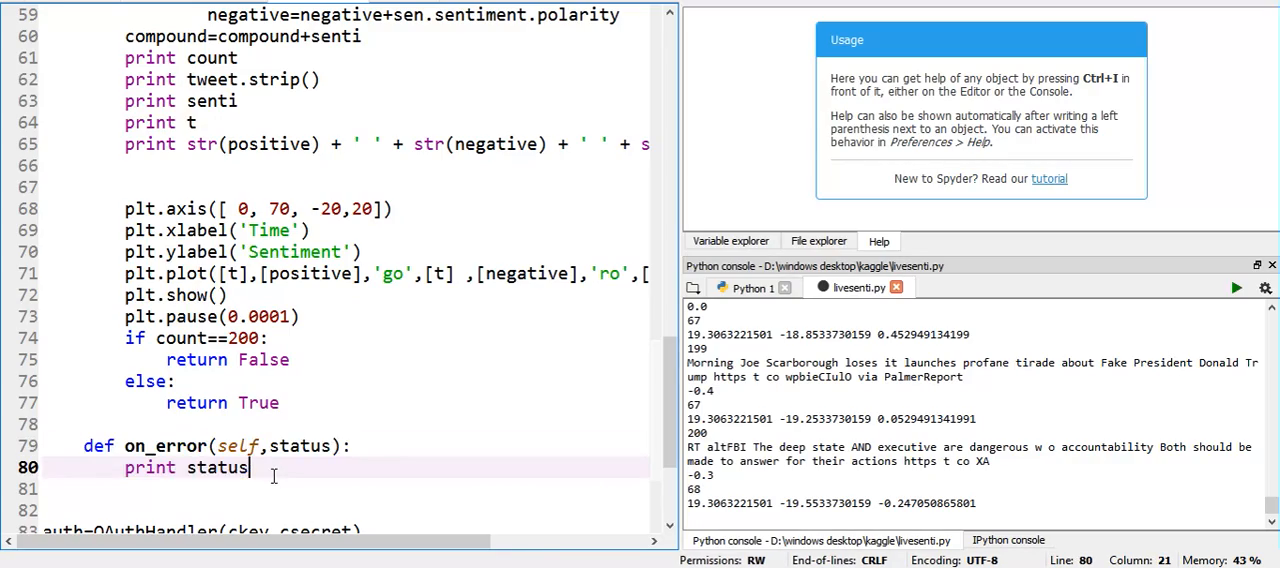 59 negative=negative+sen.sentiment.polarity
60 compound=compound+senti
61 print count
62 print tweet.strip()
63 print senti
64 print t
65 print str(positive) + ' ' + str(negative) + ' ' + s
66
67
68 plt.axis([ 0, 70, -20,20])
69 plt.xlabel('Time')
70 plt.ylabel('Sentiment')
71 plt.plot([t],[positive],'go',[t] ,[negative],'ro',[
72 plt.show()
73 plt.pause(0.0001)
74 if count==200:
75 return False
76 else:
77 return True
78
79 def on_error(self,status):
80 print status
81
82
83 auth=OAuthHandler(ckey,csecret)
Usage
Here you can get help of any object by pressing Ctrl+I in
front of it, either on the Editor or the Console.
Help can also be shown automatically after writing a left
parenthesis next to an object. You can activate this
behavior in Preferences > Help.
New to Spyder? Read our tutorial
Variable explorer File explorer Help
Python console - D:\windows desktop\kaggle\livesenti.py
Python 1 livesenti.py
0.0
67
19.3063221501 -18.8533730159 0.452949134199
199
Morning Joe Scarborough loses it launches profane tirade about Fake President Donald Tr
ump https t co wpbieCIulO via PalmerReport
-0.4
67
19.3063221501 -19.2533730159 0.0529491341991
200
RT altFBI The deep state AND executive are dangerous w o accountability Both should be
made to answer for their actions https t co XA
-0.3
68
19.3063221501 -19.5533730159 -0.247050865801
Python console - D:\windows desktop\kaggle\livesenti.py IPython console
Permissions: RW End-of-lines: CRLF Encoding: UTF-8 Line: 80 Column: 21 Memory: 43 %